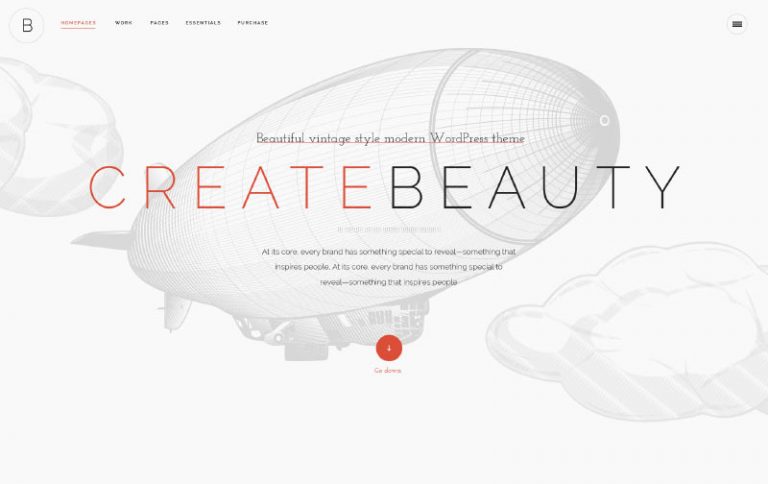 B
HOMEPAGES WORK PAGES ESSENTIALS PURCHASE
Beautiful vintage style modern WordPress theme
CREATEBEAUTY
At its core, every brand has something special to reveal—something that
inspires people. At its core, every brand has something special to
reveal—something that inspires people
Go down